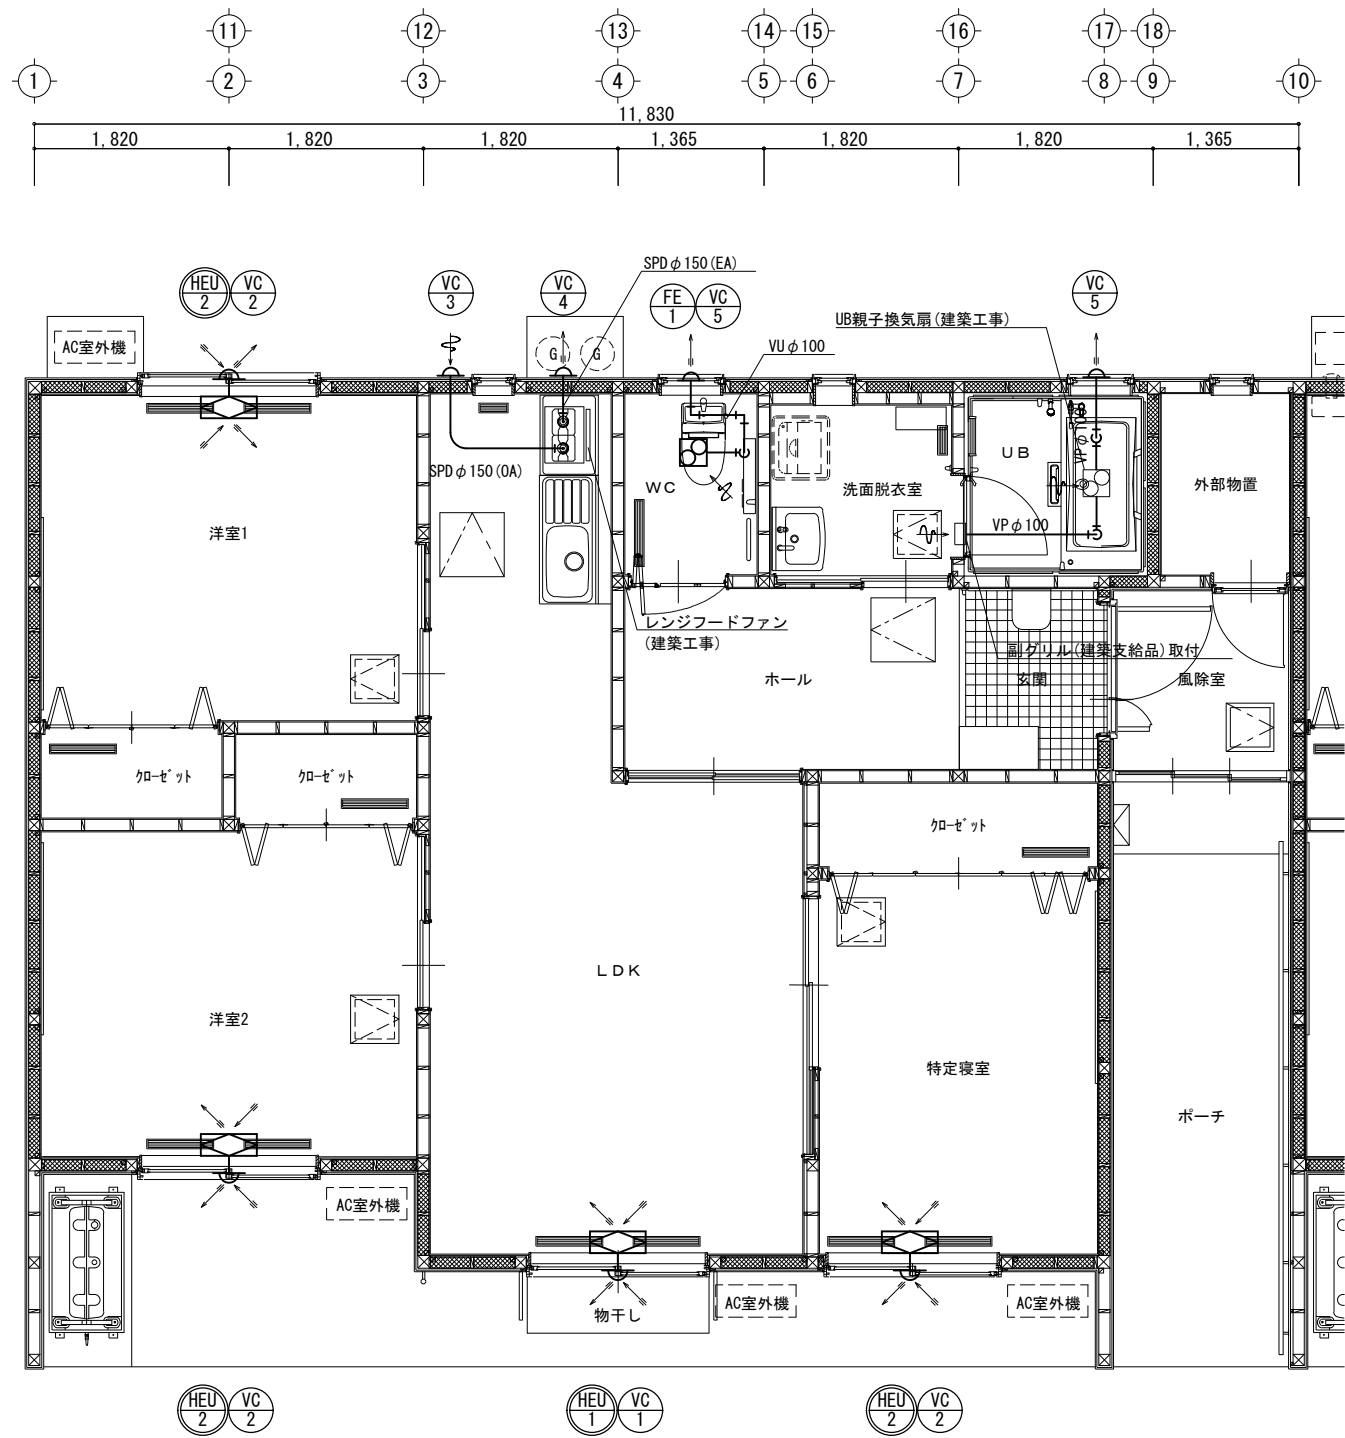 11 12 13 14 15 16 17 18
1 2 3 4 5 6 7 8 9 10
11,830
1,820 1,820 1,820 1,365 1,820 1,820 1,365
SPDφ150(EA)
HEU 2 VC 2 VC 3 VC 4 FE 1 VC 5 VC 5
UB親子換気扇(建築工事)
VUφ100
AC室外機
G G
VPφ100
UB
SPDφ150(OA)
WC
洗面脱衣室
外部物置
VPφ100
洋室1
レンジフードファン
(建築工事)
副グリル(建築支給品)取付
ホール
玄関
風除室
クローゼット
クローゼット
クローゼット
LDK
洋室2
特定寝室
ポーチ
AC室外機
物干し
AC室外機
AC室外機
HEU 2 VC 2 HEU 1 VC 1 HEU 2 VC 2